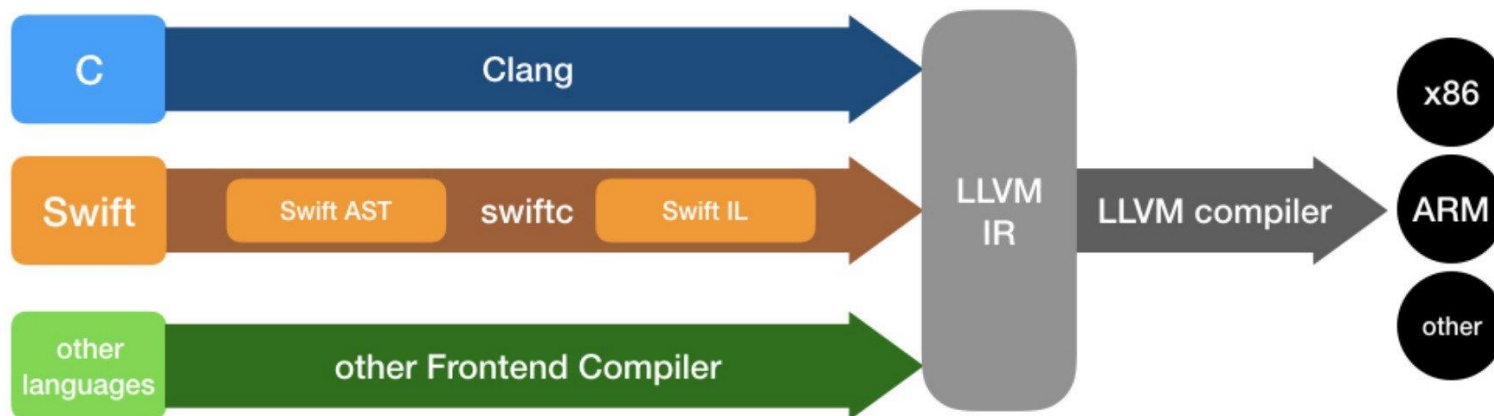 C
Clang
Swift
Swift AST
swiftc
Swift IL
other
languages
other Frontend Compiler
LLVM
IR
LLVM compiler
x86
ARM
other